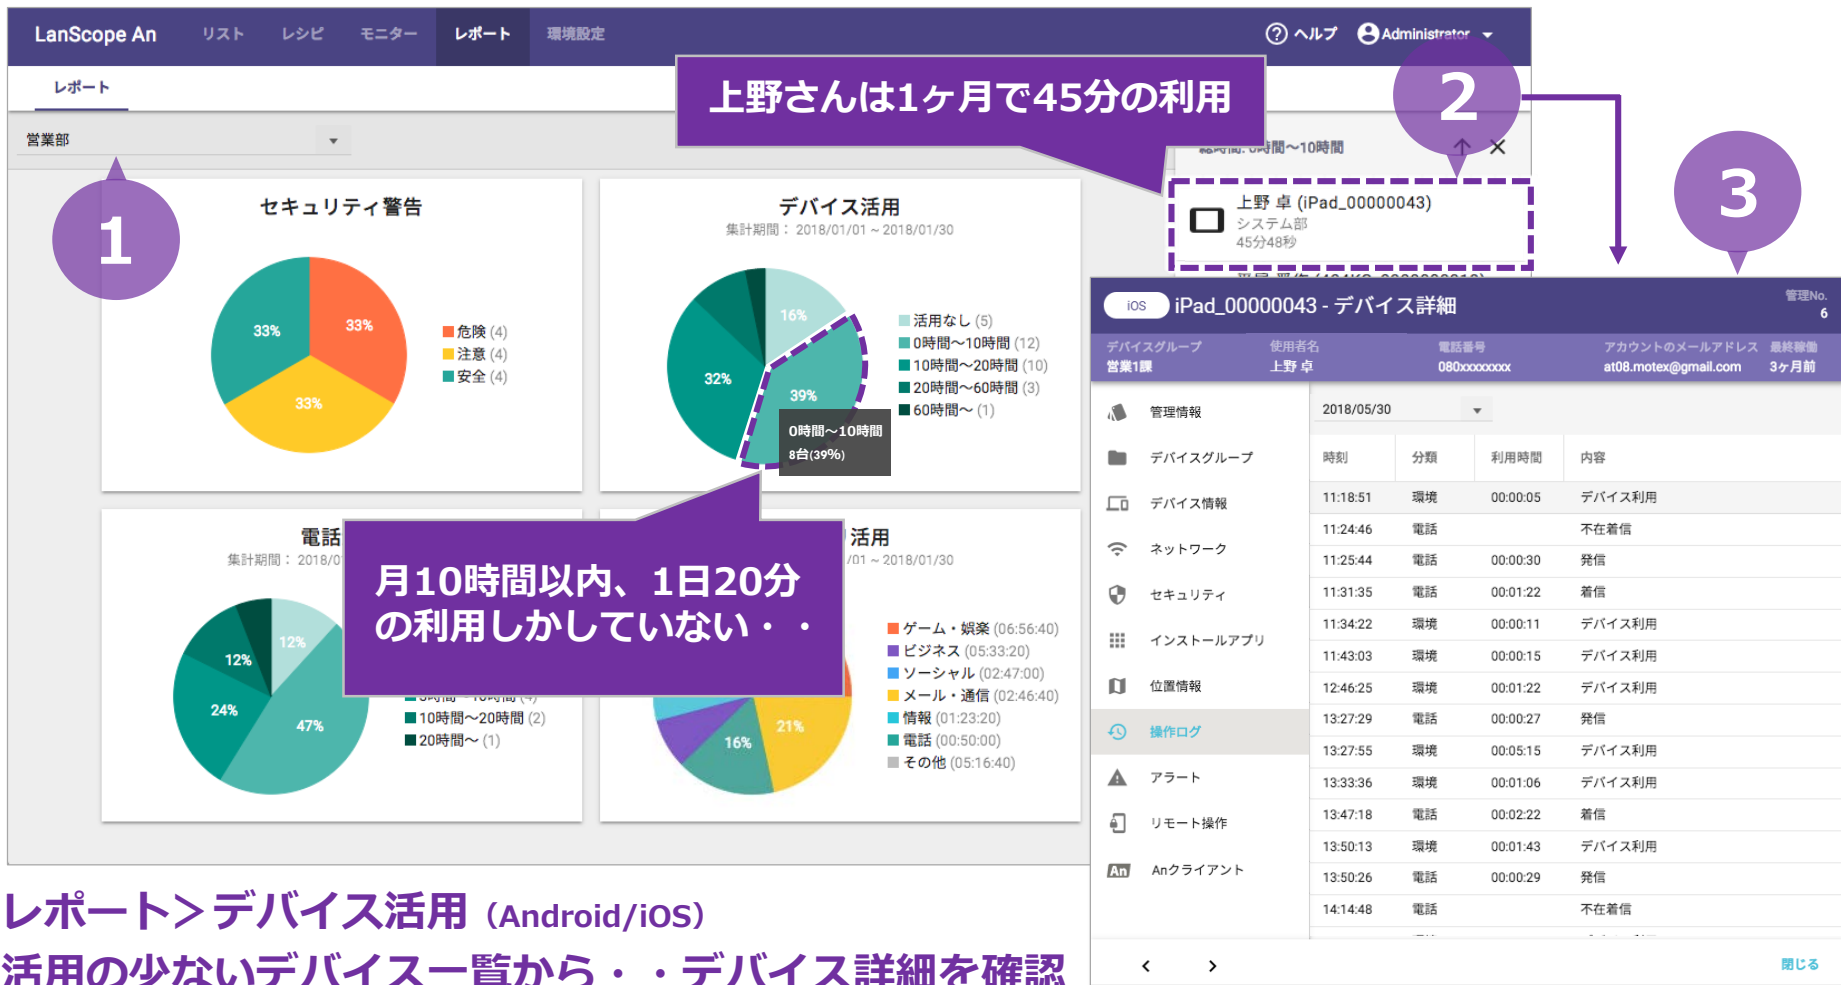 LanScope An
リスト
レシピ
モニター
レポート
環境設定
ヘルプ
Administrator
レポート
営業部
上野さんは1ヶ月で45分の利用
1
2
3
総時間: 0時間～10時間
上野 卓 (iPad_00000043)
システム部
45分48秒
セキュリティ警告
33%
33%
33%
危険 (4)
注意 (4)
安全 (4)
デバイス活用
集計期間： 2018/01/01 ~ 2018/01/30
16%
32%
39%
活用なし (5)
0時間～10時間 (12)
10時間～20時間 (10)
20時間～60時間 (3)
60時間～ (1)
0時間～10時間
8台(39%)
電話
集計期間： 2018/0
12%
12%
24%
47%
10時間～20時間 (2)
20時間～ (1)
月10時間以内、1日20分
の利用しかしていない・・
活用
/01 ~ 2018/01/30
21%
16%
ゲーム・娯楽 (06:56:40)
ビジネス (05:33:20)
ソーシャル (02:47:00)
メール・通信 (02:46:40)
情報 (01:23:20)
電話 (00:50:00)
その他 (05:16:40)
iOS
iPad_00000043 - デバイス詳細
管理No.
6
デバイスグループ
使用者名
電話番号
アカウントのメールアドレス
最終稼働
営業1課
上野 卓
080xxxxxxxx
at08.motex@gmail.com
3ヶ月前
管理情報
デバイスグループ
デバイス情報
ネットワーク
セキュリティ
インストールアプリ
位置情報
操作ログ
アラート
リモート操作
An
Anクライアント
2018/05/30
時刻 分類 利用時間 内容
11:18:51 環境 00:00:05 デバイス利用
11:24:46 電話 不在着信
11:25:44 電話 00:00:30 発信
11:31:35 電話 00:01:22 着信
11:34:22 環境 00:00:11 デバイス利用
11:43:03 環境 00:00:15 デバイス利用
12:46:25 環境 00:01:22 デバイス利用
13:27:29 電話 00:00:27 発信
13:27:55 環境 00:05:15 デバイス利用
13:33:36 環境 00:01:06 デバイス利用
13:47:18 電話 00:02:22 着信
13:50:13 環境 00:01:43 デバイス利用
13:50:26 電話 00:00:29 発信
14:14:48 電話 不在着信
閉じる
レポート＞デバイス活用（Android/iOS）
活用の少ないデバイス一覧から・・デバイス詳細を確認